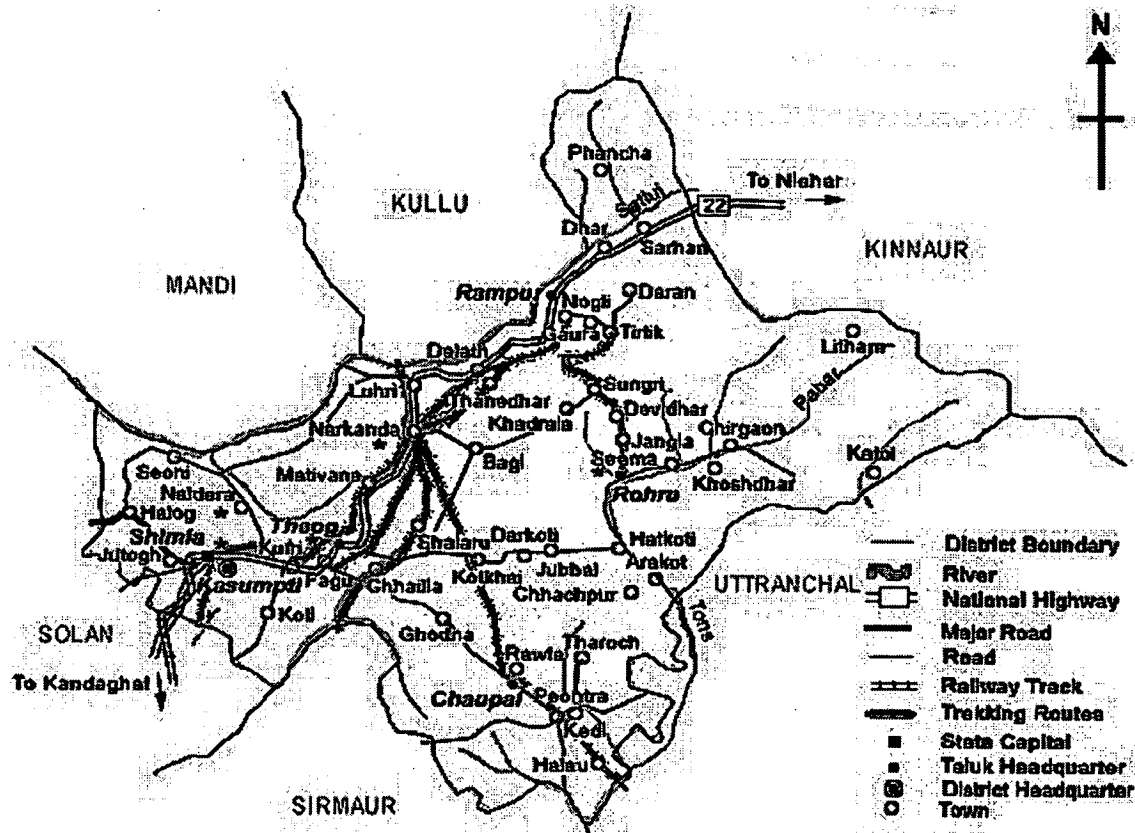 N
Phancha
To Nichar
KULLU
Satluj
22
Dhar
Sarhan
KINNAUR
MANDI
Rampur
Daran
Nogli
Gaura
Tirtik
Litham
Dalash
Luhri
Sungri
Pabar
Thanedhar
Khadrala
Devidhar
Narkanda
Jangla
Chirgaon
Bagi
Seoni
Mativana
Seema
Katol
Naldera
Rohru
Khoshdhar
Halog
Theog
Shimla
Shalaru
Darkoti
Hatkoti
District Boundary
Jutogh
Kufri
Jubbal
Arakot
River
Kasumpti
Fagu
Chhailla
Kotkhai
UTTRANCHAL
National Highway
Chhachpur
Koti
Tons
Major Road
SOLAN
Ghodna
Tharoch
Road
Rawla
To Kandaghat
Railway Track
Chaupal
Peontra
Trekking Routes
Kedi
State Capital
Halau
Taluk Headquarter
District Headquarter
SIRMAUR
Town